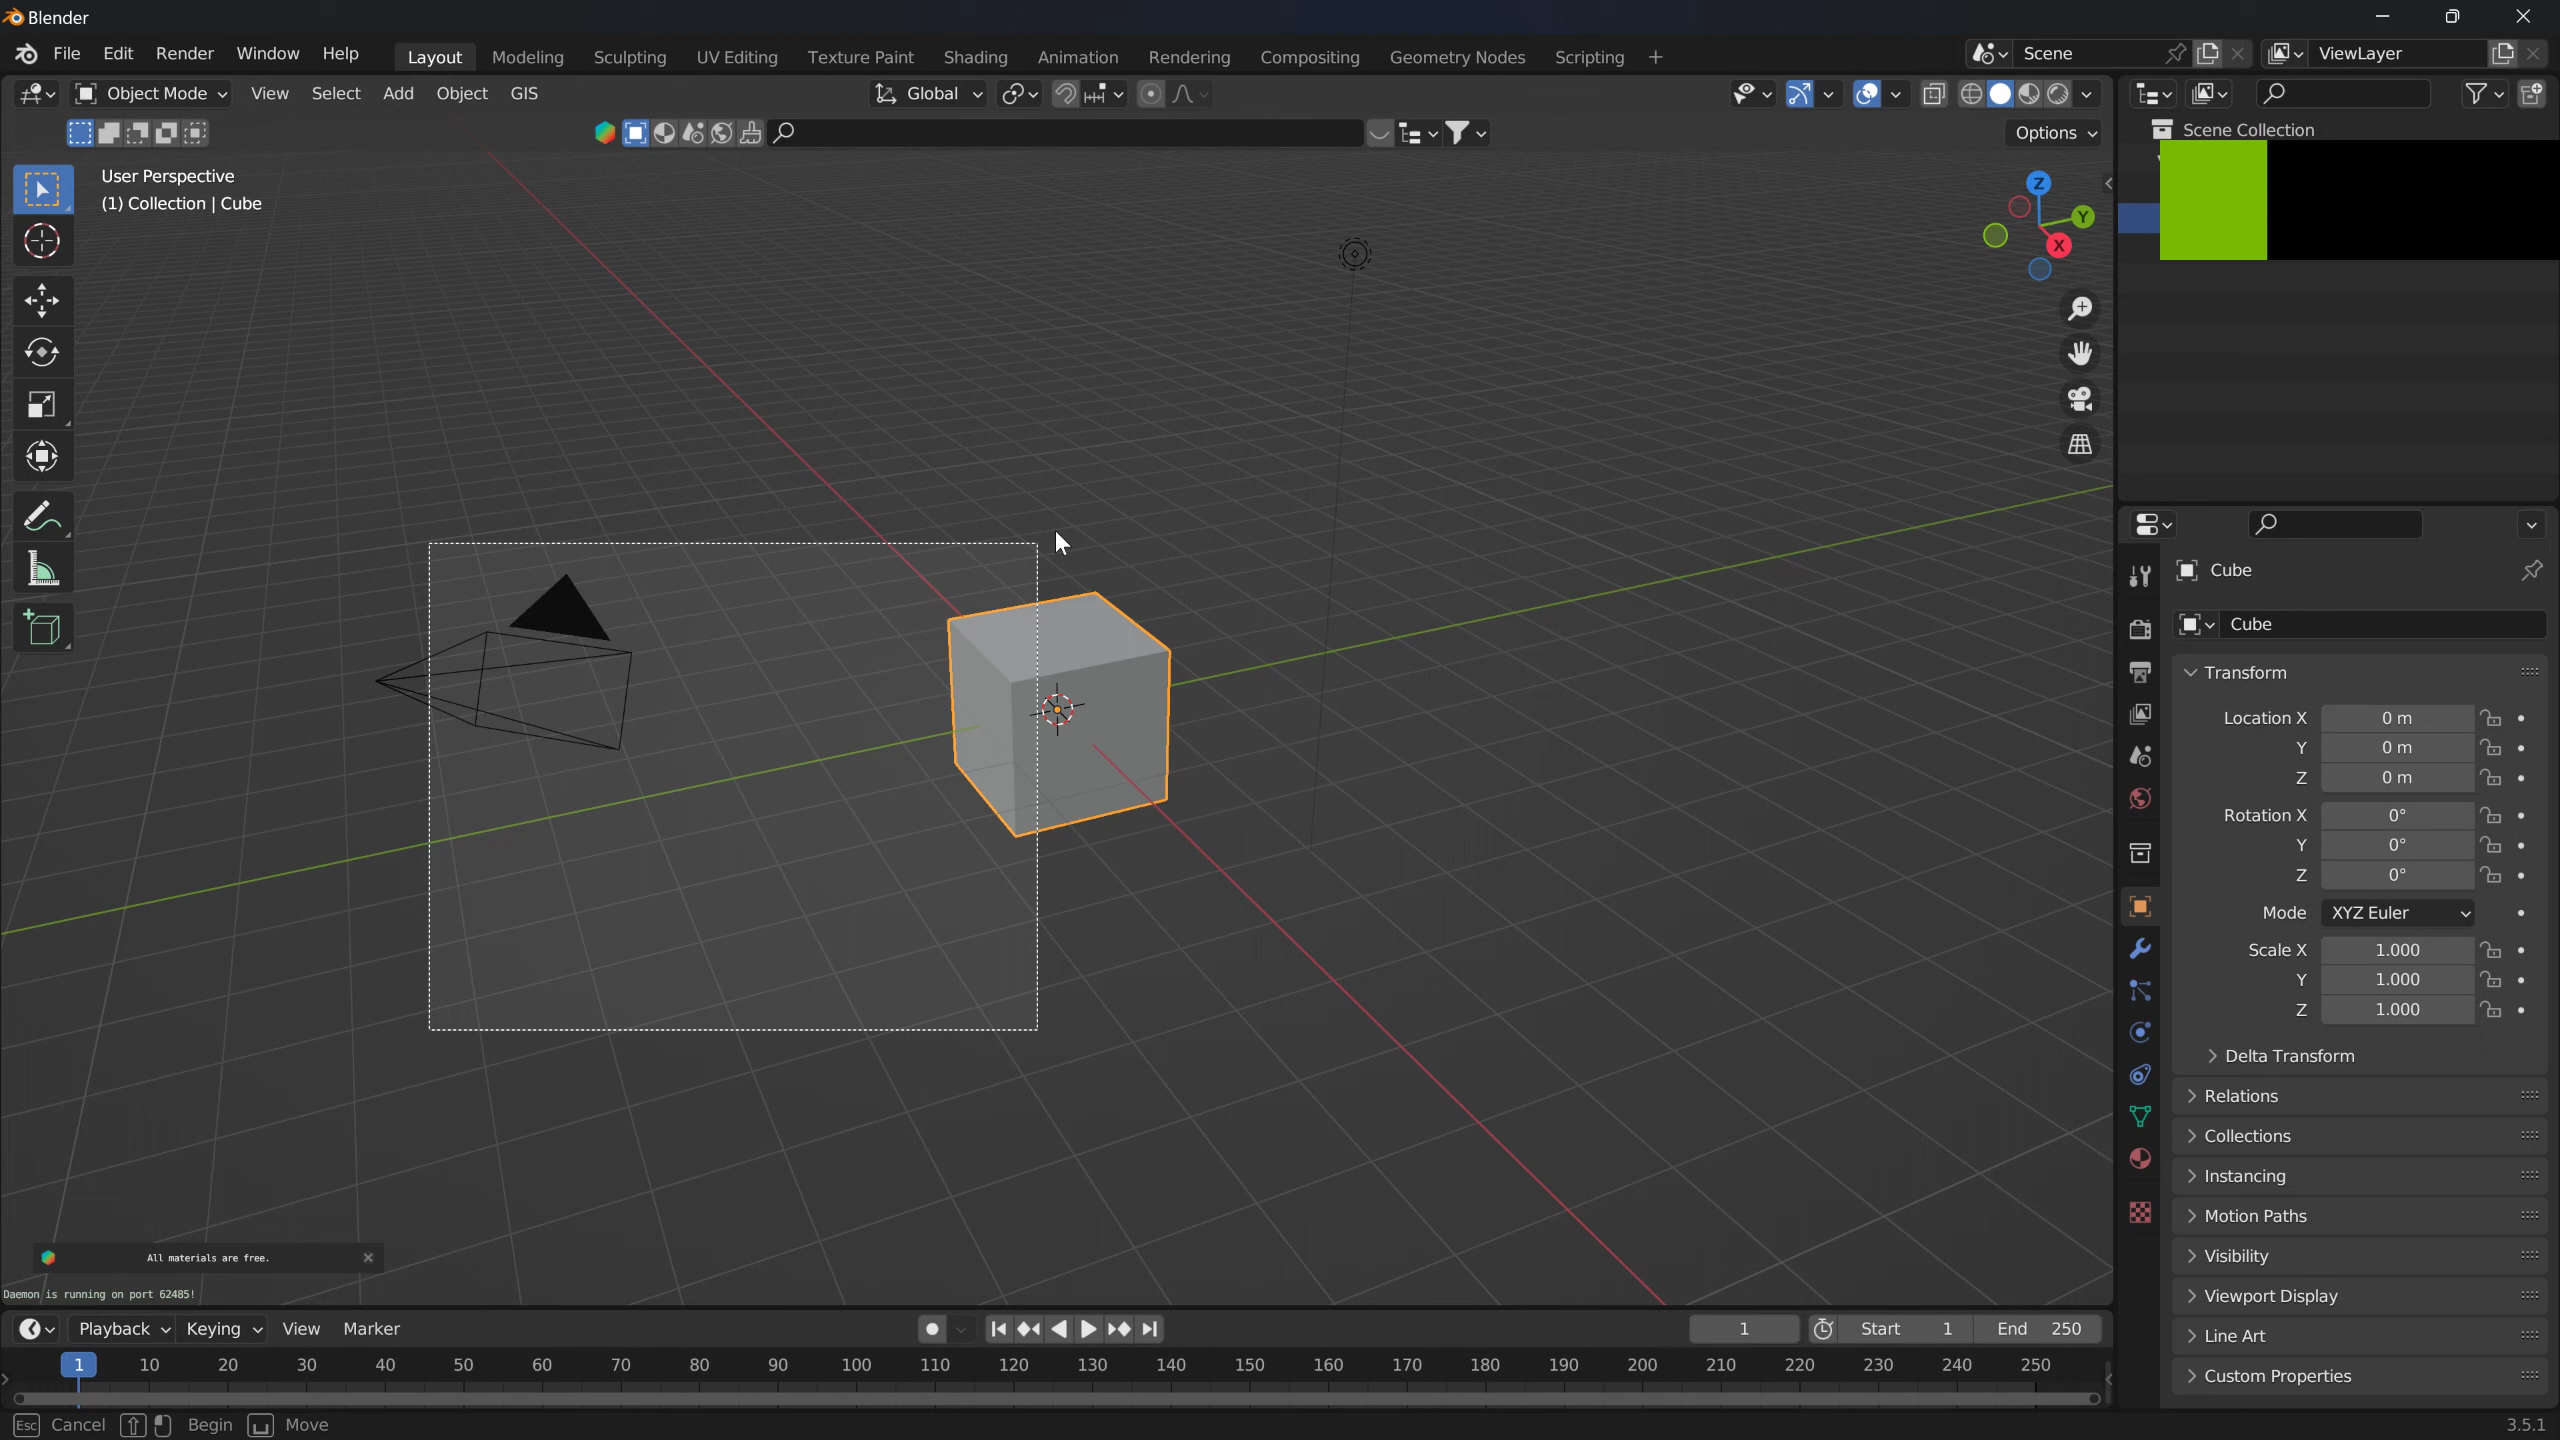 Blender
File Edit Render Window Help Layout Modeling Sculpting UV Editing Texture Paint Shading Animation Rendering Compositing Geometry Nodes Scripting + Scene ViewLayer
Object Mode View Select Add Object GIS Global
Options
Scene Collection
User Perspective
(1) Collection | Cube
Z
Y
X
Cube
Cube
Transform
Location X 0 m
Y 0 m
Z 0 m
Rotation X 0°
Y 0°
Z 0°
Mode XYZ Euler
Scale X 1.000
Y 1.000
Z 1.000
Delta Transform
Relations
Collections
Instancing
Motion Paths
Visibility
Viewport Display
Line Art
Custom Properties
All materials are free.
Daemon is running on port 62485!
Playback Keying View Marker 1 Start 1 End 250
1 10 20 30 40 50 60 70 80 90 100 110 120 130 140 150 160 170 180 190 200 210 220 230 240 250
Esc Cancel Begin Move 3.5.1